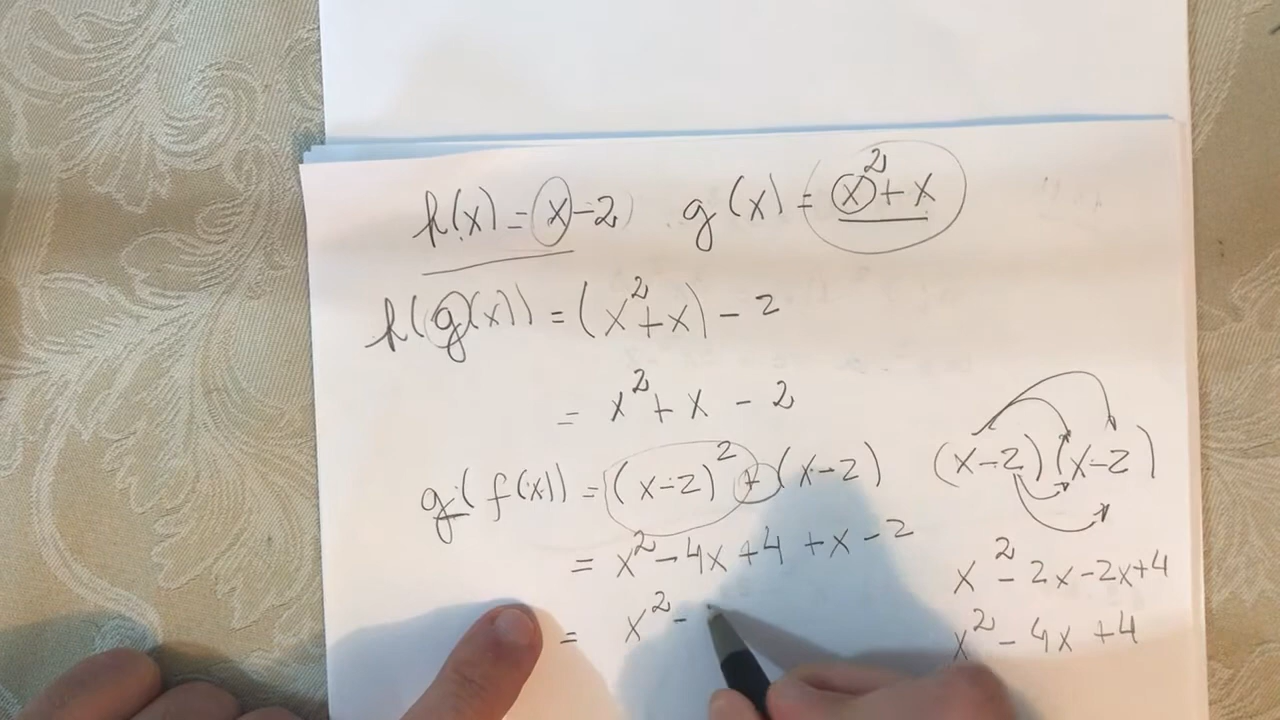 h(x) = x - 2 g(x) = x² + x
h(g(x)) = (x² + x) - 2
= x² + x - 2
g(f(x)) = (x-2)² + (x-2)
= x² - 4x + 4 + x - 2
= x² -
(x-2)(x-2)
x² - 2x - 2x + 4
x² - 4x + 4